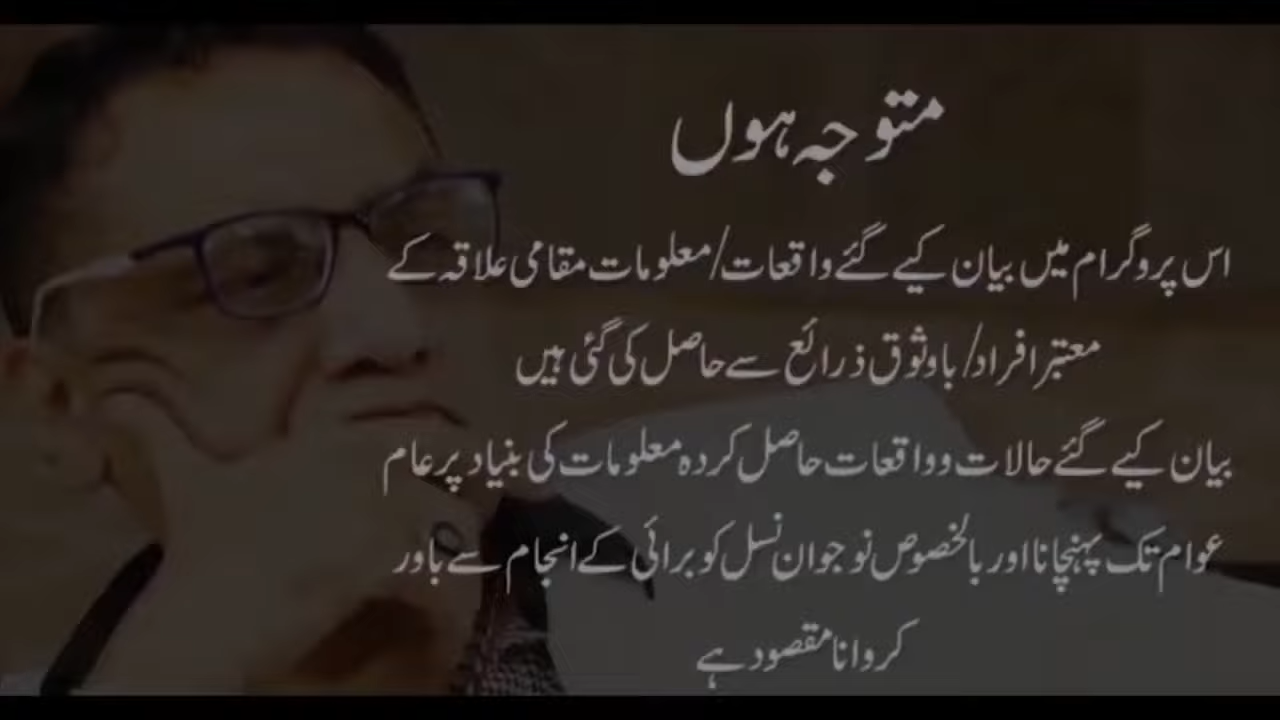 متوجہ ہوں
اس پروگرام میں بیان کیے گئے واقعات/معلومات مقامی علاقہ کے
معتبر افراد/باوثوق ذرائع سے حاصل کی گئی ہیں
بیان کیے گئے حالات و واقعات حاصل کردہ معلومات کی بنیاد پر عام
عوام تک پہنچانا اور بالخصوص نوجوان نسل کو برائی کے انجام سے باور
کروانا مقصود ہے